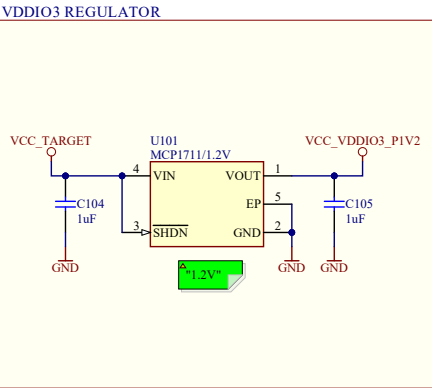 VDDIO3 REGULATOR
VCC_TARGET
U101
MCP1711/1.2V
VCC_VDDIO3_P1V2
4
VIN
VOUT
1
C104
1uF
EP
5
C105
1uF
3
SHDN
GND
2
GND
"1.2V"
GND
GND